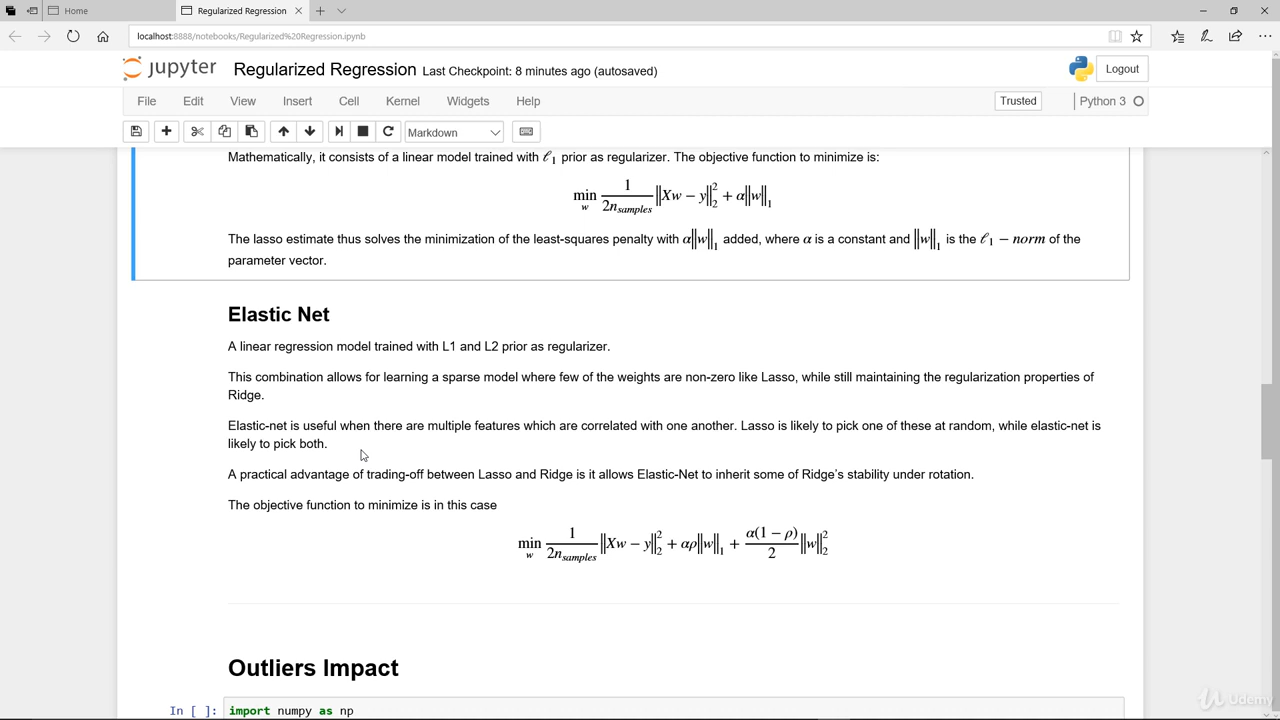 Home
Regularized Regression
localhost:8888/notebooks/Regularized%20Regression.ipynb
jupyter Regularized Regression Last Checkpoint: 8 minutes ago (autosaved)
Logout
File Edit View Insert Cell Kernel Widgets Help
Trusted
Python 3
Markdown
Mathematically, it consists of a linear model trained with ℓ₁ prior as regularizer. The objective function to minimize is:
min_w 1/(2n_samples) ||Xw − y||₂² + α||w||₁
The lasso estimate thus solves the minimization of the least-squares penalty with α||w||₁ added, where α is a constant and ||w||₁ is the ℓ₁ − norm of the
parameter vector.
Elastic Net
A linear regression model trained with L1 and L2 prior as regularizer.
This combination allows for learning a sparse model where few of the weights are non-zero like Lasso, while still maintaining the regularization properties of
Ridge.
Elastic-net is useful when there are multiple features which are correlated with one another. Lasso is likely to pick one of these at random, while elastic-net is
likely to pick both.
A practical advantage of trading-off between Lasso and Ridge is it allows Elastic-Net to inherit some of Ridge's stability under rotation.
The objective function to minimize is in this case
min_w 1/(2n_samples) ||Xw − y||₂² + αρ||w||₁ + α(1 − ρ)/2 ||w||₂²
Outliers Impact
In [ ]: import numpy as np
Udemy